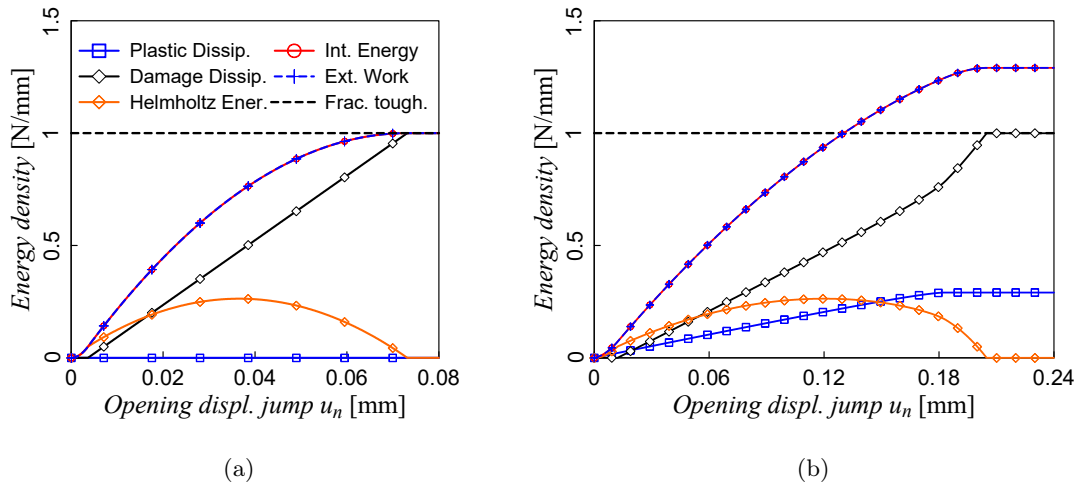 1.5
1
0.5
0
Energy density [N/mm]
Plastic Dissip.
Damage Dissip.
Helmholtz Ener.
Int. Energy
Ext. Work
Frac. tough.
0 0.02 0.04 0.06 0.08
Opening displ. jump u_n [mm]
(a)
1.5
1
0.5
0
Energy density [N/mm]
0 0.06 0.12 0.18 0.24
Opening displ. jump u_n [mm]
(b)